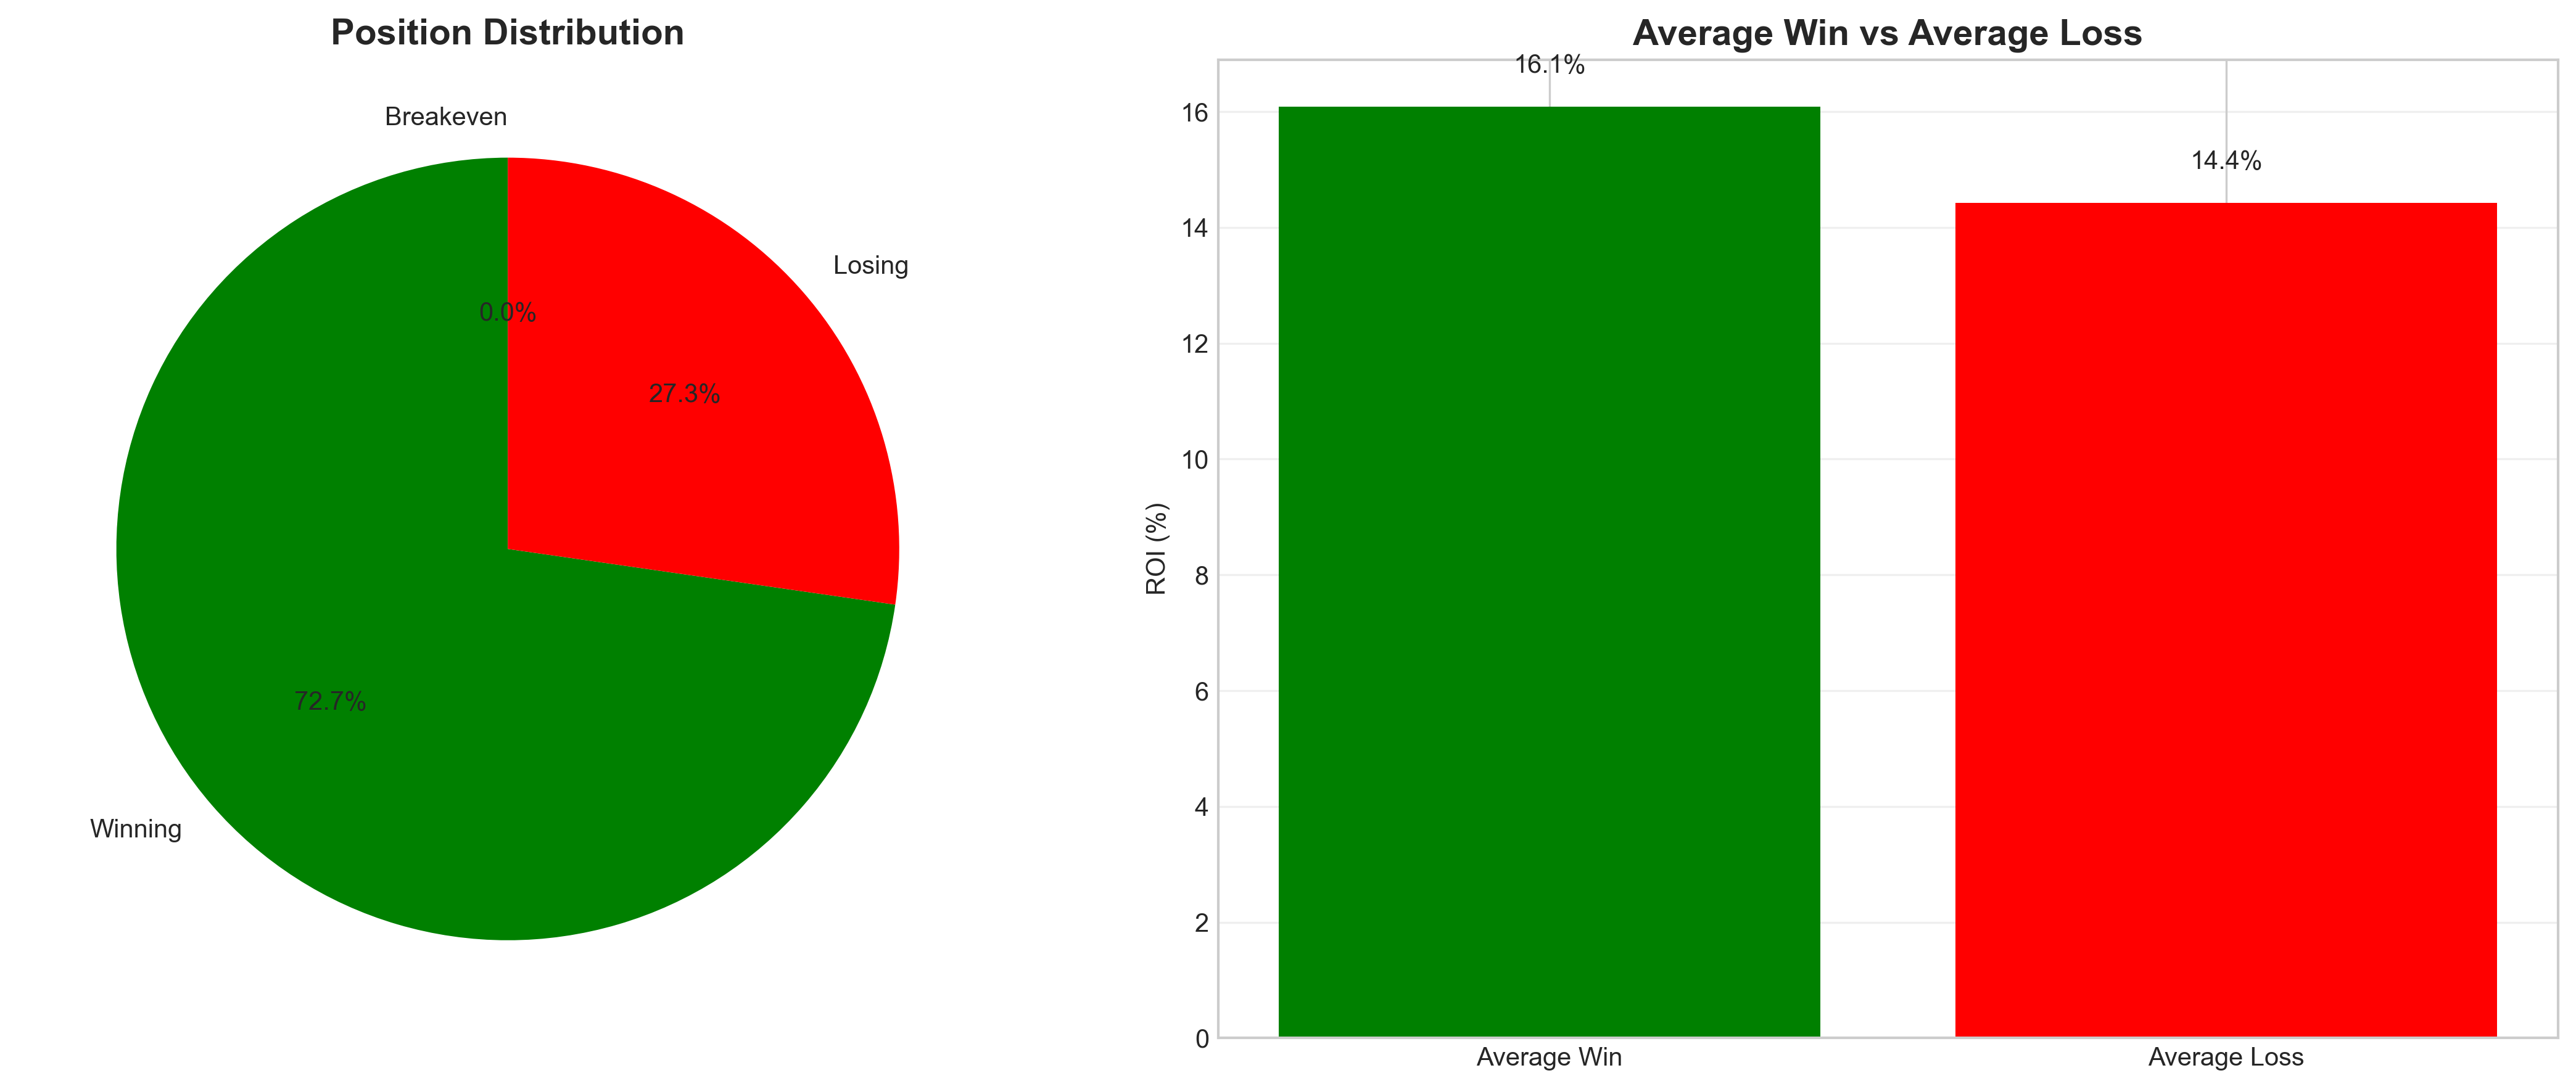 Position Distribution
Breakeven
Losing
0.0%
27.3%
72.7%
Winning
Average Win vs Average Loss
16.1%
14.4%
16
14
12
10
8
6
4
2
0
ROI (%)
Average Win
Average Loss